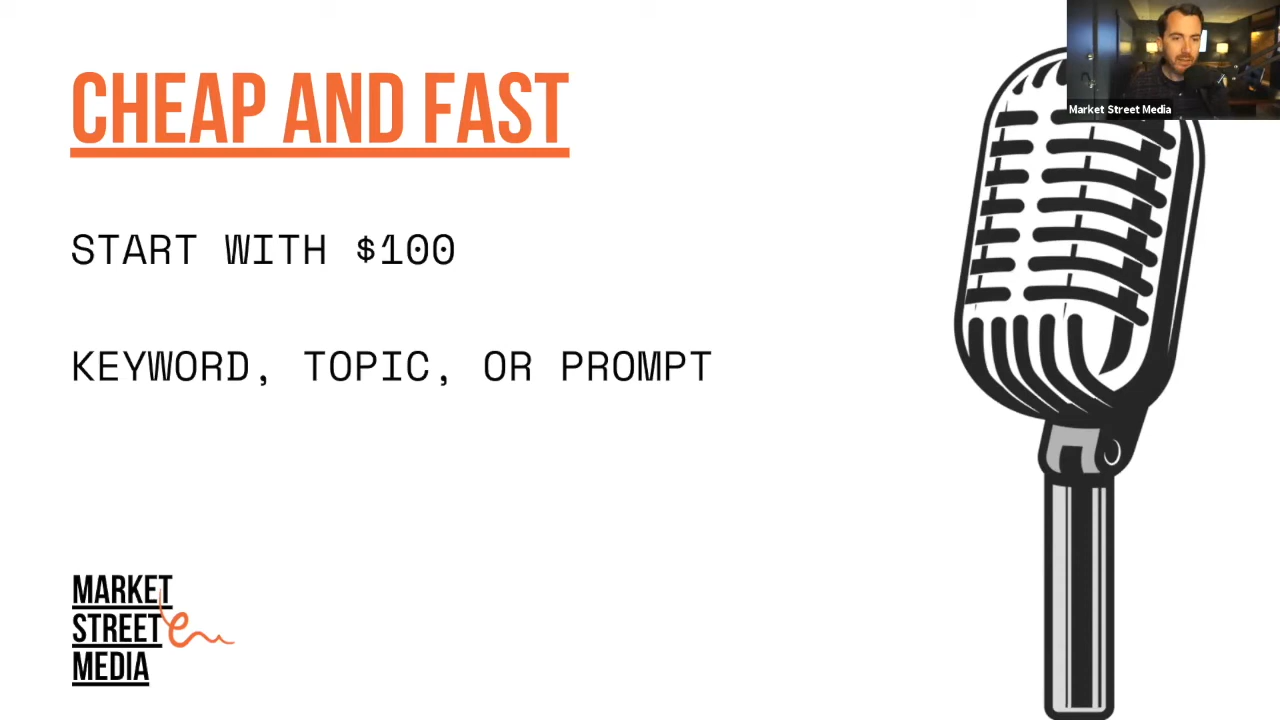 CHEAP AND FAST
Market Street Media
START WITH $100
KEYWORD, TOPIC, OR PROMPT
MARKET
STREET
MEDIA